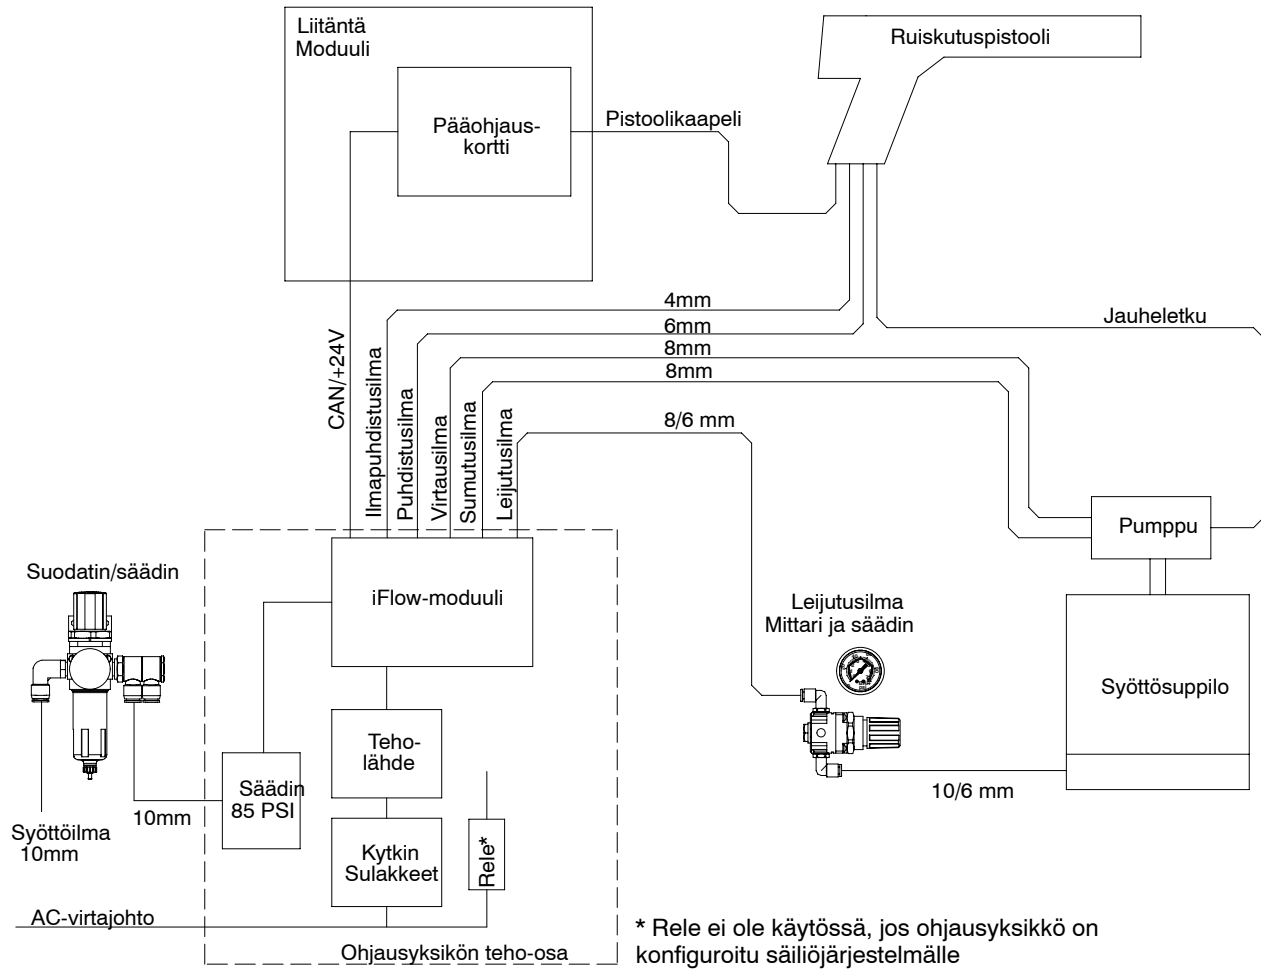 Liitäntä
Moduuli
Ruiskutuspistooli
Pääohjaus-
kortti
Pistoolikaapeli
4mm
6mm
8mm
8mm
8/6 mm
Jauheletku
CAN/+24V
Ilmapuhdistusilma
Puhdistusilma
Virtausilma
Sumutusilma
Leijutusilma
Pumppu
Suodatin/säädin
iFlow-moduuli
Leijutusilma
Mittari ja säädin
Syöttösuppilo
Teho-
lähde
Säädin
85 PSI
10/6 mm
10mm
Syöttöilma
10mm
Kytkin
Sulakkeet
Rele*
AC-virtajohto
Ohjausyksikön teho-osa
* Rele ei ole käytössä, jos ohjausyksikkö on
konfiguroitu säiliöjärjestelmälle